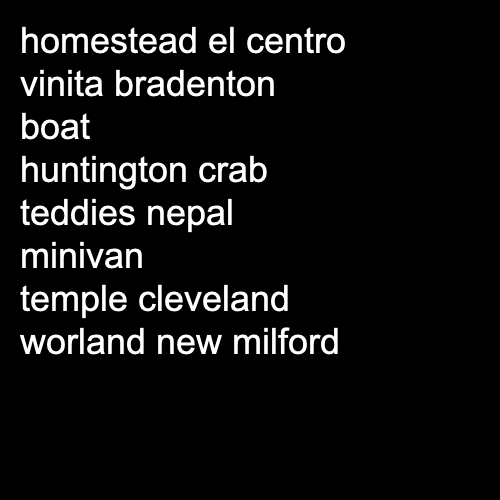 homestead el centro
vinita bradenton
boat
huntington crab
teddies nepal
minivan
temple cleveland
worland new milford